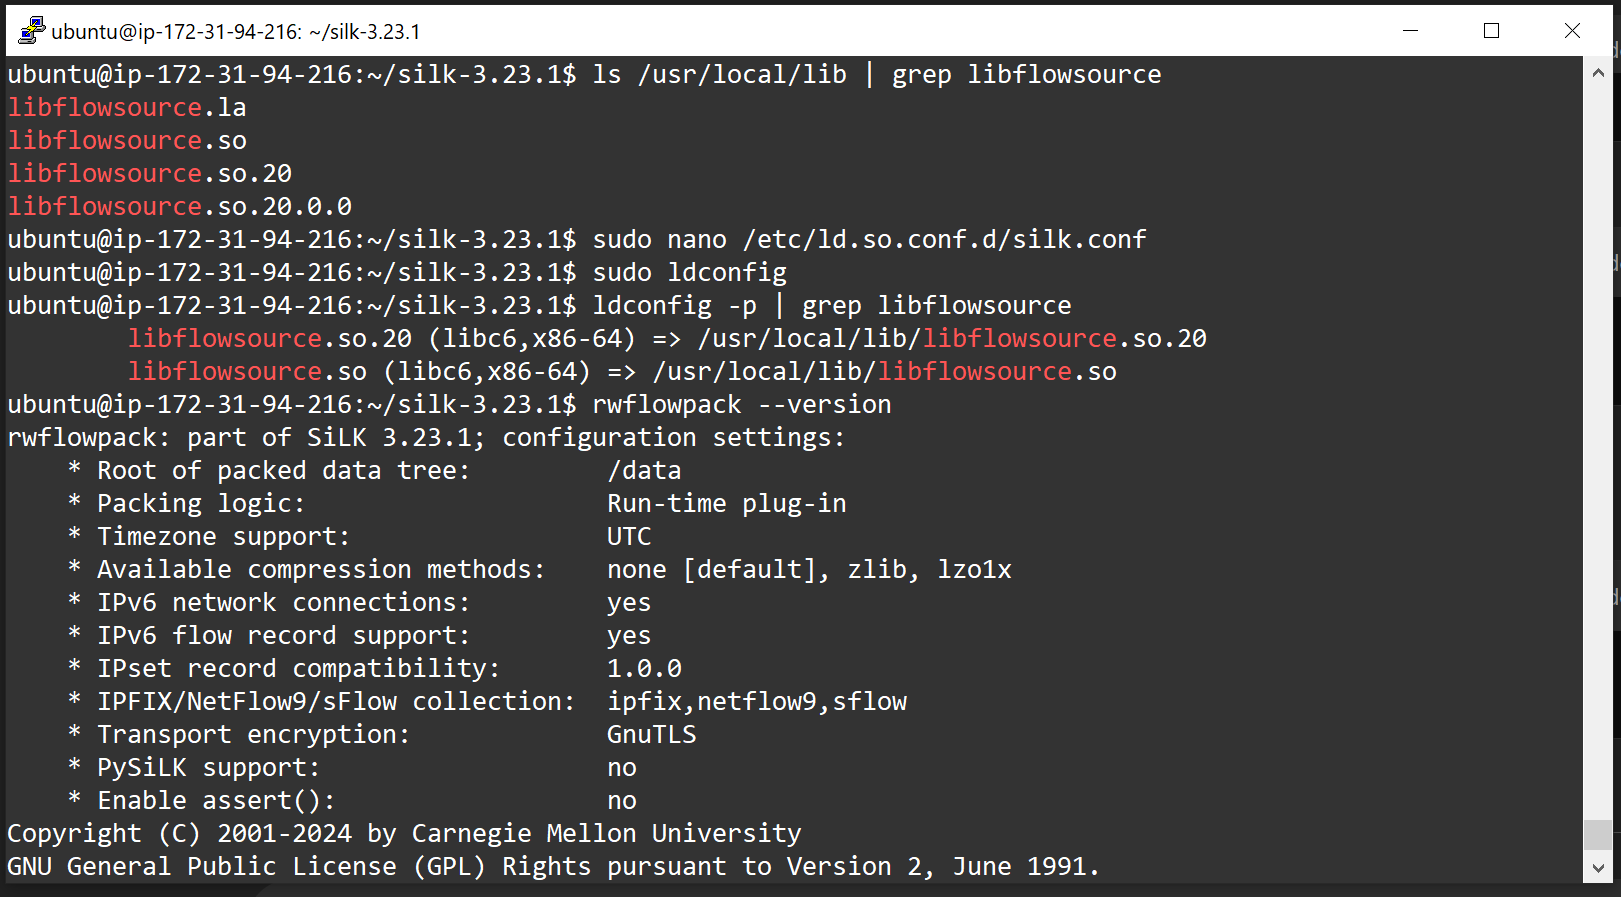 ubuntu@ip-172-31-94-216: ~/silk-3.23.1
ubuntu@ip-172-31-94-216:~/silk-3.23.1$ ls /usr/local/lib | grep libflowsource
libflowsource.la
libflowsource.so
libflowsource.so.20
libflowsource.so.20.0.0
ubuntu@ip-172-31-94-216:~/silk-3.23.1$ sudo nano /etc/ld.so.conf.d/silk.conf
ubuntu@ip-172-31-94-216:~/silk-3.23.1$ sudo ldconfig
ubuntu@ip-172-31-94-216:~/silk-3.23.1$ ldconfig -p | grep libflowsource
        libflowsource.so.20 (libc6,x86-64) => /usr/local/lib/libflowsource.so.20
        libflowsource.so (libc6,x86-64) => /usr/local/lib/libflowsource.so
ubuntu@ip-172-31-94-216:~/silk-3.23.1$ rwflowpack --version
rwflowpack: part of SiLK 3.23.1; configuration settings:
    * Root of packed data tree:         /data
    * Packing logic:                    Run-time plug-in
    * Timezone support:                 UTC
    * Available compression methods:    none [default], zlib, lzo1x
    * IPv6 network connections:         yes
    * IPv6 flow record support:         yes
    * IPset record compatibility:       1.0.0
    * IPFIX/NetFlow9/sFlow collection:  ipfix,netflow9,sflow
    * Transport encryption:             GnuTLS
    * PySiLK support:                   no
    * Enable assert():                  no
Copyright (C) 2001-2024 by Carnegie Mellon University
GNU General Public License (GPL) Rights pursuant to Version 2, June 1991.